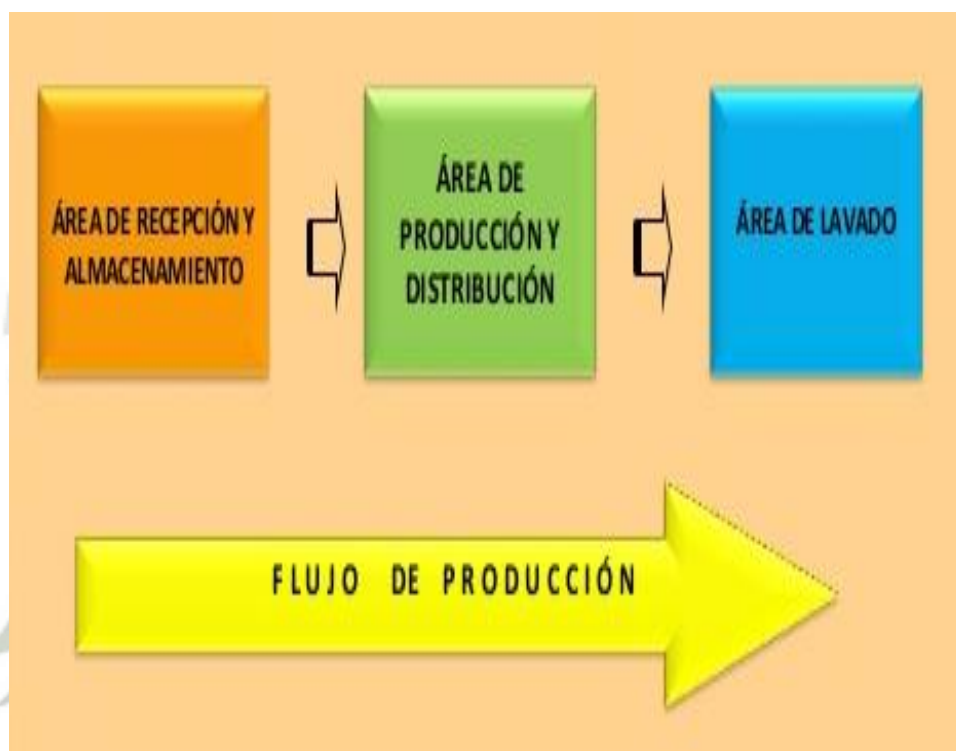 ÁREA DE RECEPCIÓN Y
ALMACENAMIENTO
ÁREA DE
PRODUCCIÓN Y
DISTRIBUCIÓN
ÁREA DE LAVADO
FLUJO DE PRODUCCIÓN